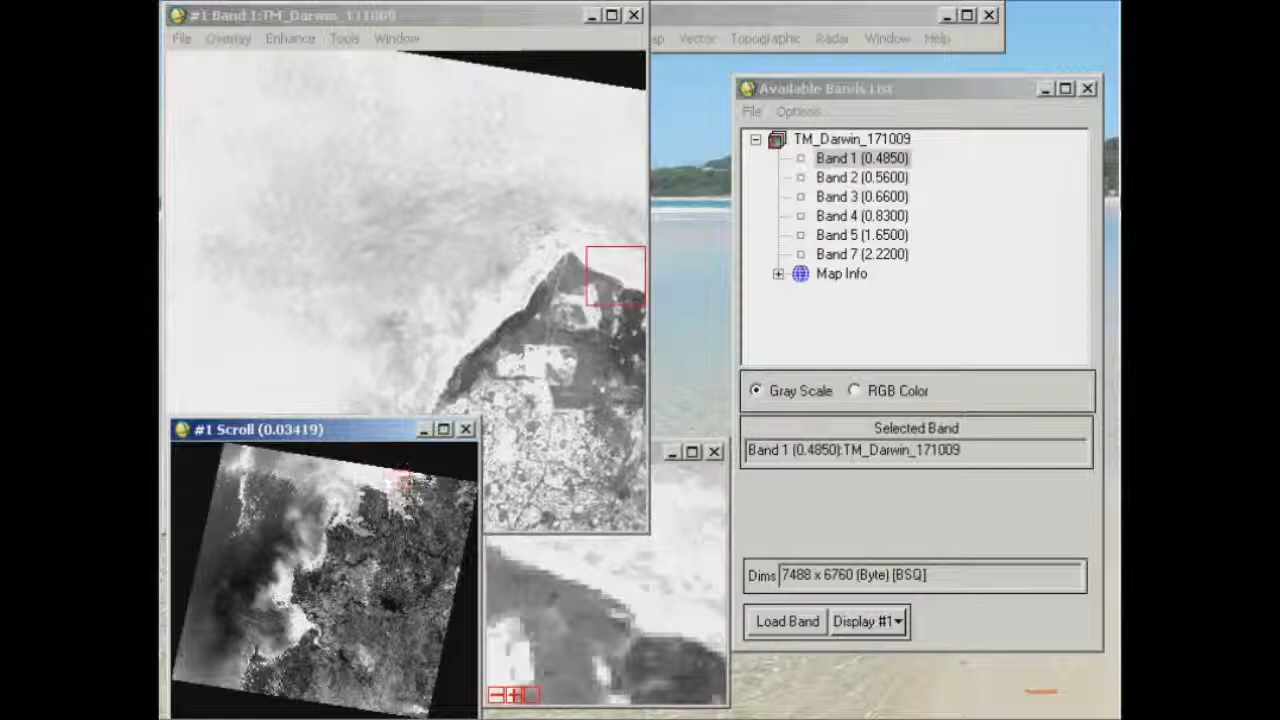 #1 Band 1:TM_Darwin_171009
File Overlay Enhance Tools Window
Vector Topographic Radar Window Help
Available Bands List
File Options
TM_Darwin_171009
Band 1 (0.4850)
Band 2 (0.5600)
Band 3 (0.6600)
Band 4 (0.8300)
Band 5 (1.6500)
Band 7 (2.2200)
Map Info
Gray Scale RGB Color
Selected Band
Band 1 (0.4850):TM_Darwin_171009
#1 Scroll (0.03419)
Dims 7488 x 6760 (Byte) [BSQ]
Load Band Display #1